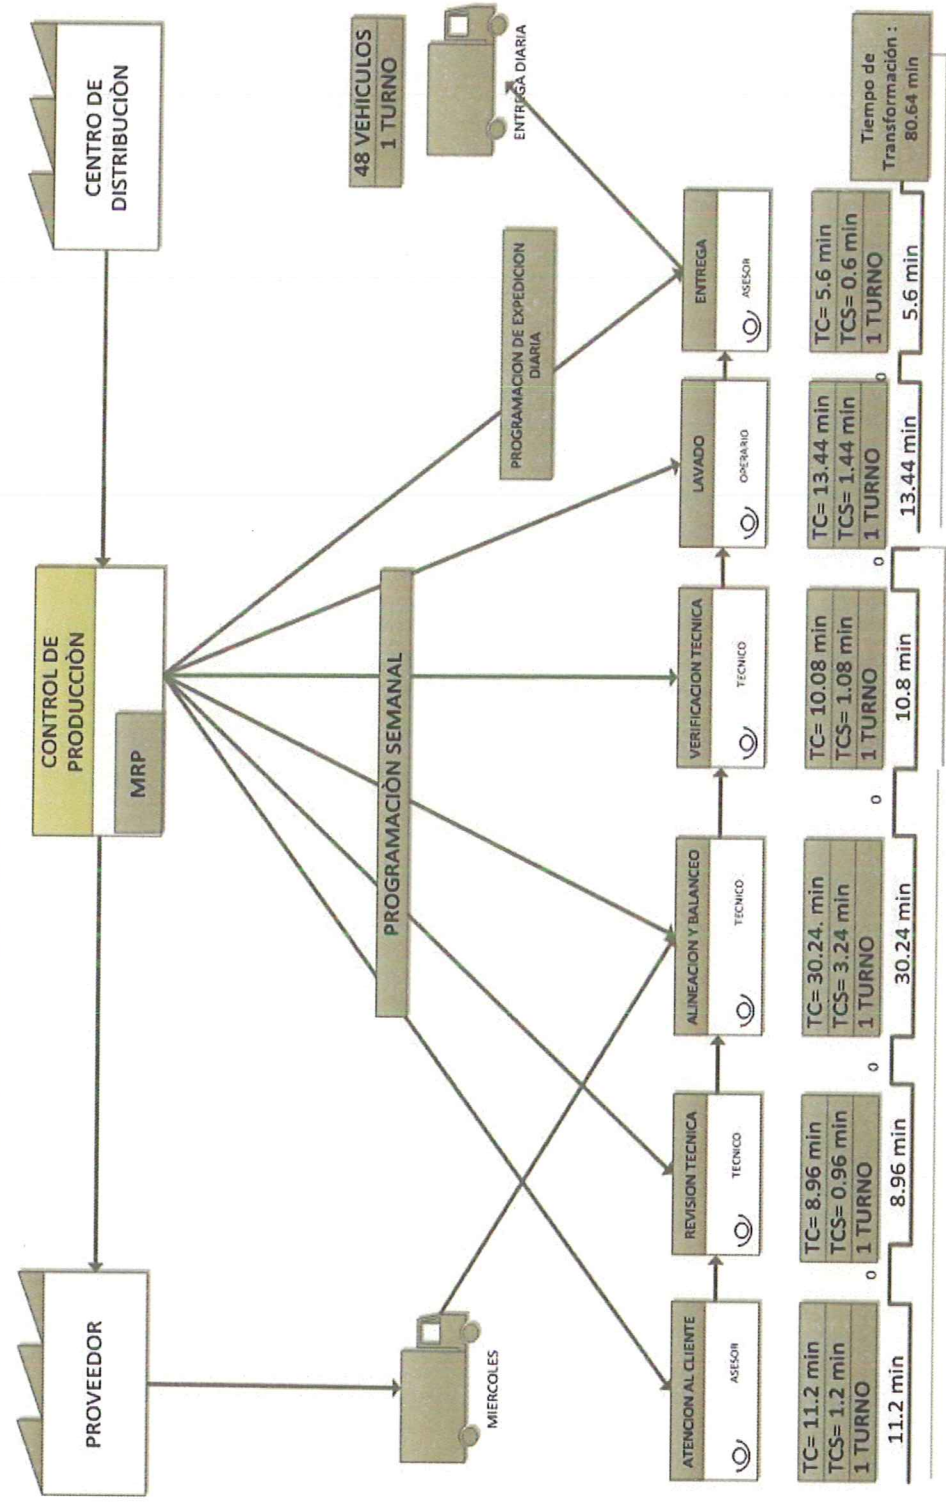 CENTRO DE
DISTRIBUCIÒN
CONTROL DE
PRODUCCIÒN
MRP
PROVEEDOR
48 VEHICULOS
1 TURNO
ENTREGA DIARIA
PROGRAMACION DE EXPEDICION
DIARIA
PROGRAMACIÒN SEMANAL
MIERCOLES
ATENCION AL CLIENTE
ASESOR
REVISION TECNICA
TECNICO
ALINEACION Y BALANCEO
TECNICO
VERIFICACION TECNICA
TECNICO
LAVADO
OPERARIO
ENTREGA
ASESOR
TC= 11.2 min
TCS= 1.2 min
1 TURNO
TC= 8.96 min
TCS= 0.96 min
1 TURNO
TC= 30.24. min
TCS= 3.24 min
1 TURNO
TC= 10.08 min
TCS= 1.08 min
1 TURNO
TC= 13.44 min
TCS= 1.44 min
1 TURNO
TC= 5.6 min
TCS= 0.6 min
1 TURNO
11.2 min
0
8.96 min
0
30.24 min
0
10.8 min
0
13.44 min
0
5.6 min
Tiempo de
Transformación :
80.64 min